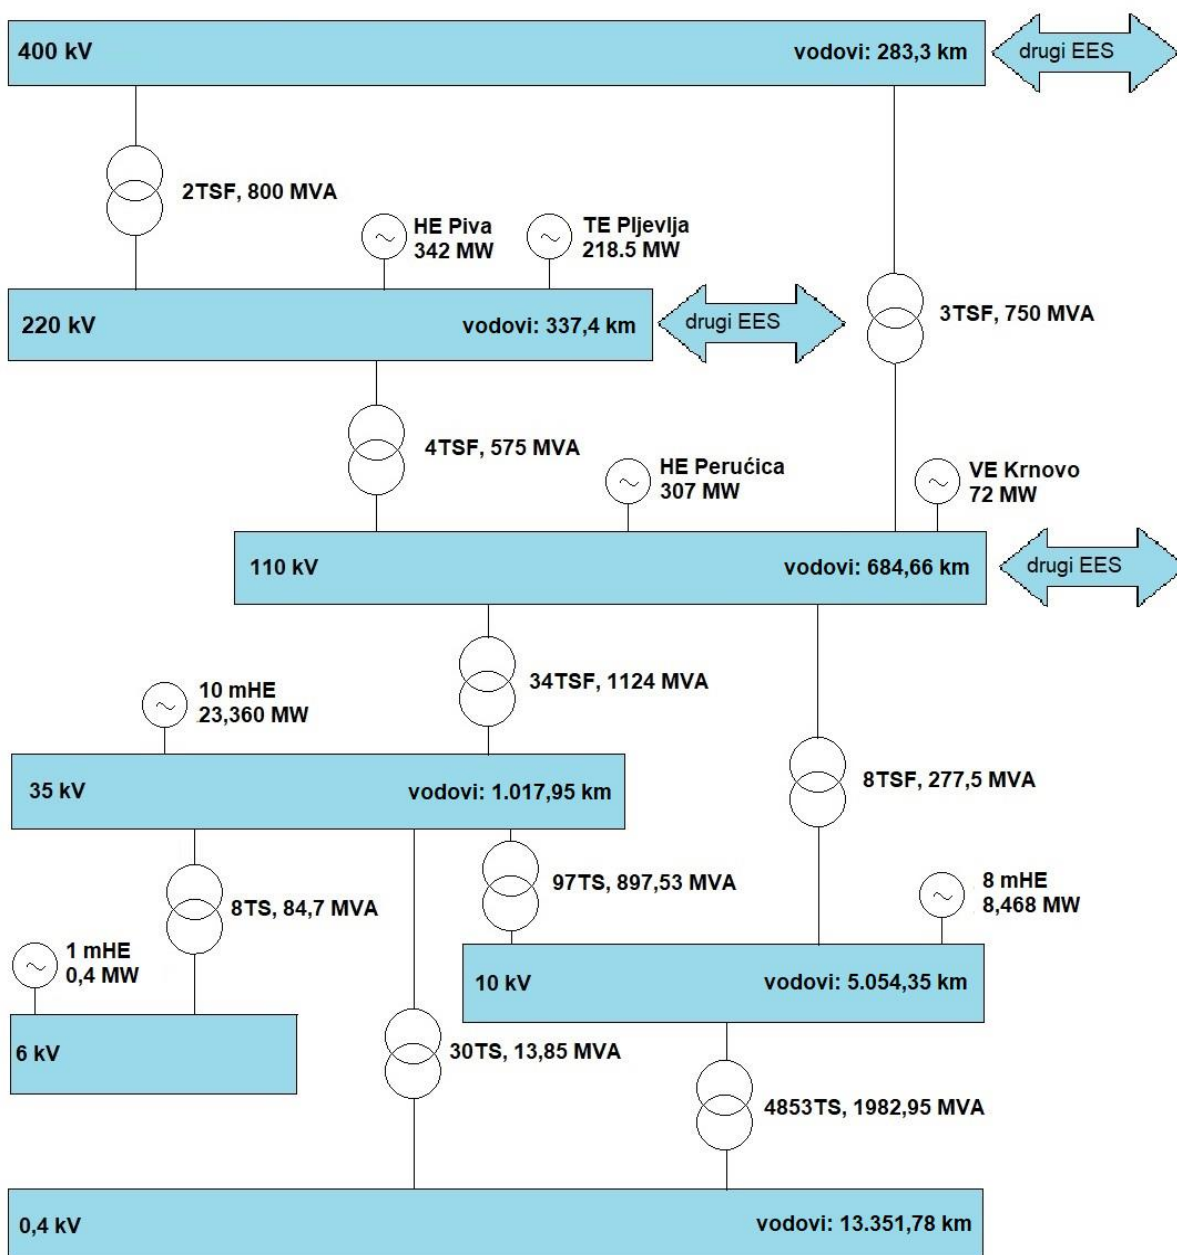 400 kV
vodovi: 283,3 km
drugi EES
2TSF, 800 MVA
HE Piva
342 MW
TE Pljevlja
218.5 MW
220 kV
vodovi: 337,4 km
drugi EES
3TSF, 750 MVA
4TSF, 575 MVA
HE Perućica
307 MW
VE Krnovo
72 MW
110 kV
vodovi: 684,66 km
drugi EES
34TSF, 1124 MVA
10 mHE
23,360 MW
35 kV
vodovi: 1.017,95 km
8TSF, 277,5 MVA
8TS, 84,7 MVA
97TS, 897,53 MVA
8 mHE
8,468 MW
1 mHE
0,4 MW
10 kV
vodovi: 5.054,35 km
6 kV
30TS, 13,85 MVA
4853TS, 1982,95 MVA
0,4 kV
vodovi: 13.351,78 km